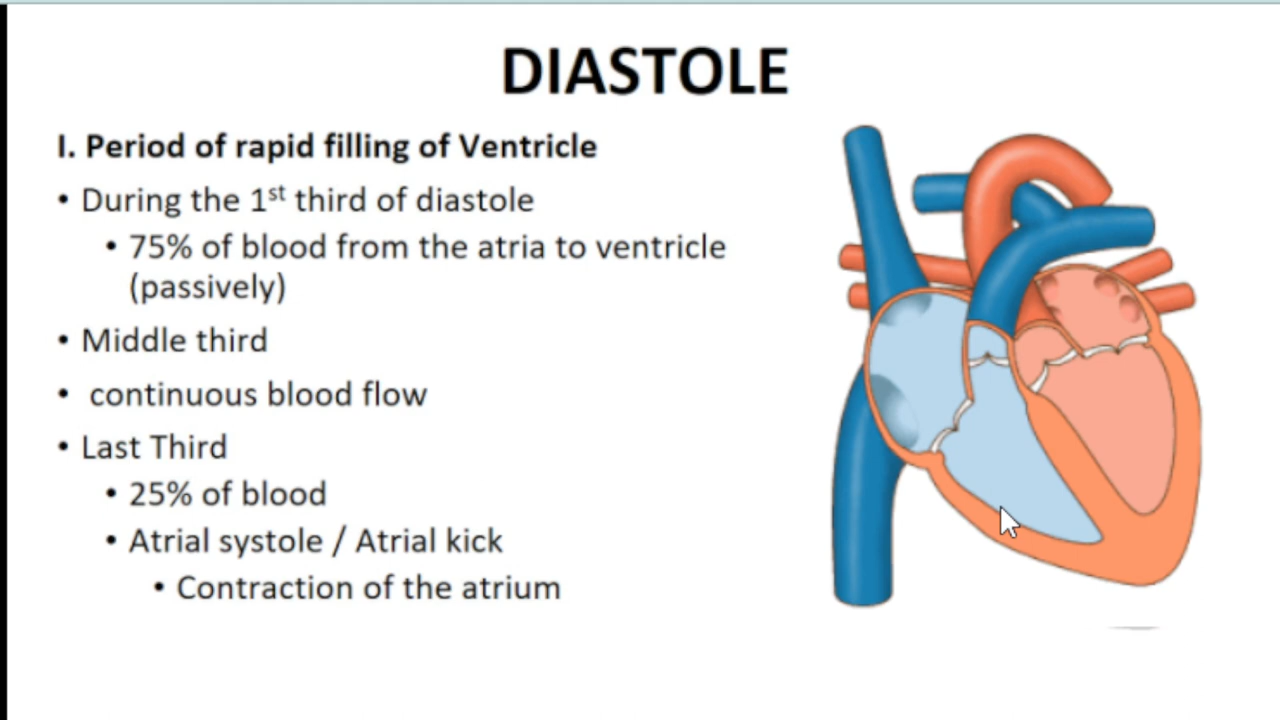 DIASTOLE
I. Period of rapid filling of Ventricle
• During the 1st third of diastole
• 75% of blood from the atria to ventricle
(passively)
• Middle third
• continuous blood flow
• Last Third
• 25% of blood
• Atrial systole / Atrial kick
• Contraction of the atrium